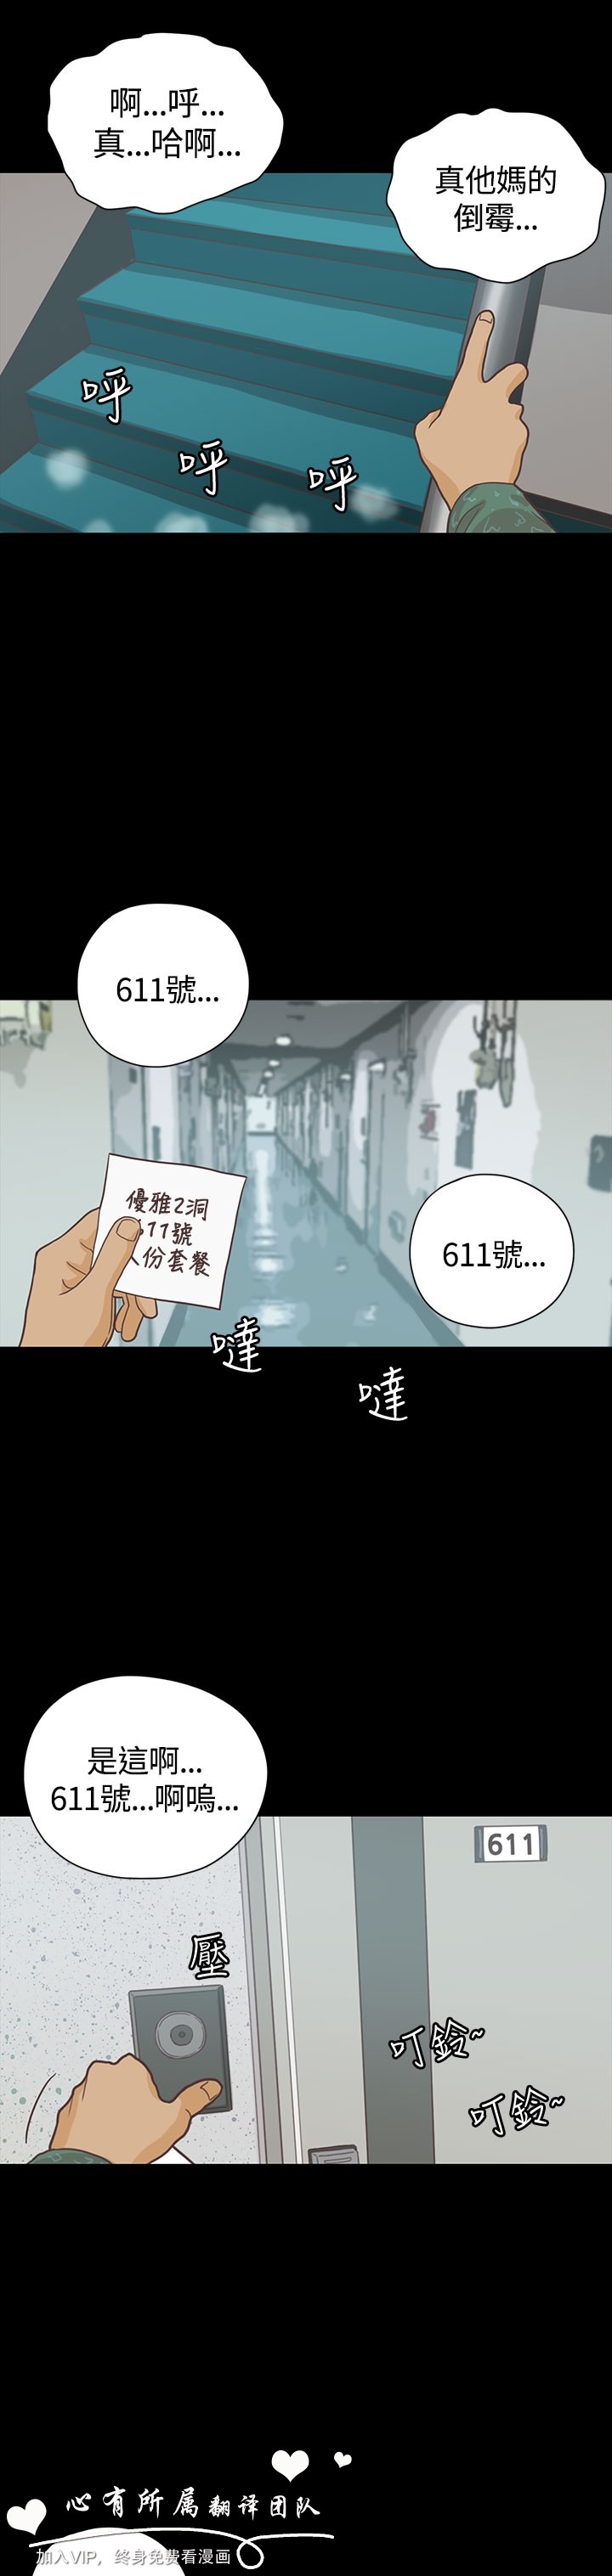 啊...呼...
真...哈啊...
真他媽的
倒霉...
呼
呼
呼
611號...
優雅2洞
611號
人份套餐
611號...
噠
噠
是這啊...
611號...啊嗚...
611
壓
叮鈴~
叮鈴~
心有所属翻译团队
加入VIP，终身免费看漫画